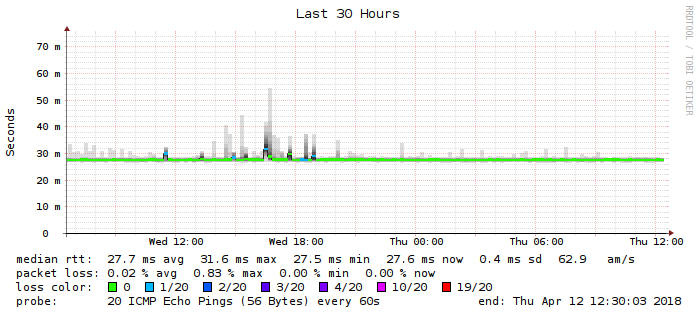 Last 30 Hours
RRDTOOL / TOBI OETIKER
Seconds
70 m
60 m
50 m
40 m
30 m
20 m
10 m
0
Wed 12:00 Wed 18:00 Thu 00:00 Thu 06:00 Thu 12:00
median rtt: 27.7 ms avg 31.6 ms max 27.5 ms min 27.6 ms now 0.4 ms sd 62.9 am/s
packet loss: 0.02 % avg 0.83 % max 0.00 % min 0.00 % now
loss color: 0 1/20 2/20 3/20 4/20 10/20 19/20
probe: 20 ICMP Echo Pings (56 Bytes) every 60s end: Thu Apr 12 12:30:03 2018